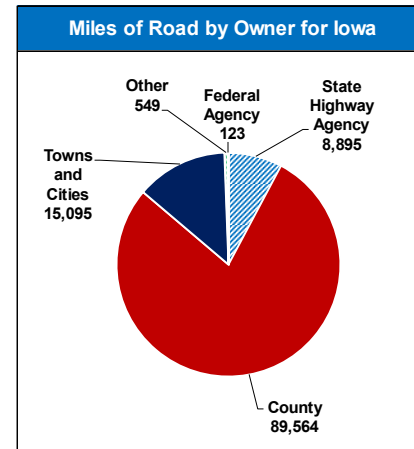 Miles of Road by Owner for Iowa
Other
549
Federal
Agency
123
State
Highway
Agency
8,895
Towns
and
Cities
15,095
County
89,564